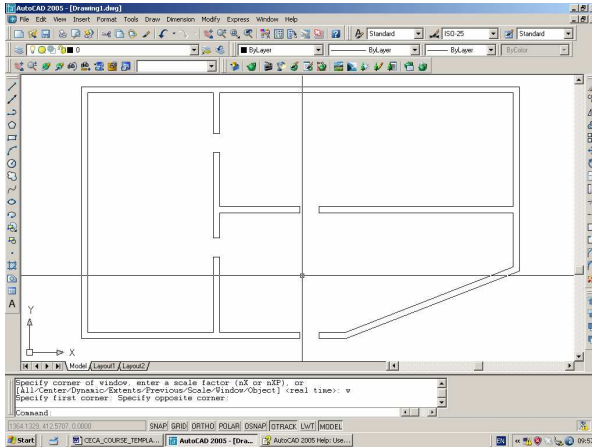 AutoCAD 2005 - [Drawing1.dwg]
File Edit View Insert Format Tools Draw Dimension Modify Express Window Help
Standard ISO-25 Standard
0 ByLayer ByLayer ByLayer ByColor
Y
X
A
Model Layout1 Layout2
Specify corner of window, enter a scale factor (nX or nXP), or
[All/Center/Dynamic/Extents/Previous/Scale/Window/Object] <real time>: w
Specify first corner: Specify opposite corner:
Command:
1364.1329, 412.5707, 0.0000 SNAP GRID ORTHO POLAR OSNAP OTRACK LWT MODEL
Start CECA_COURSE_TEMPLA... AutoCAD 2005 - [Dra... AutoCAD 2005 Help: Use... EN 09:5